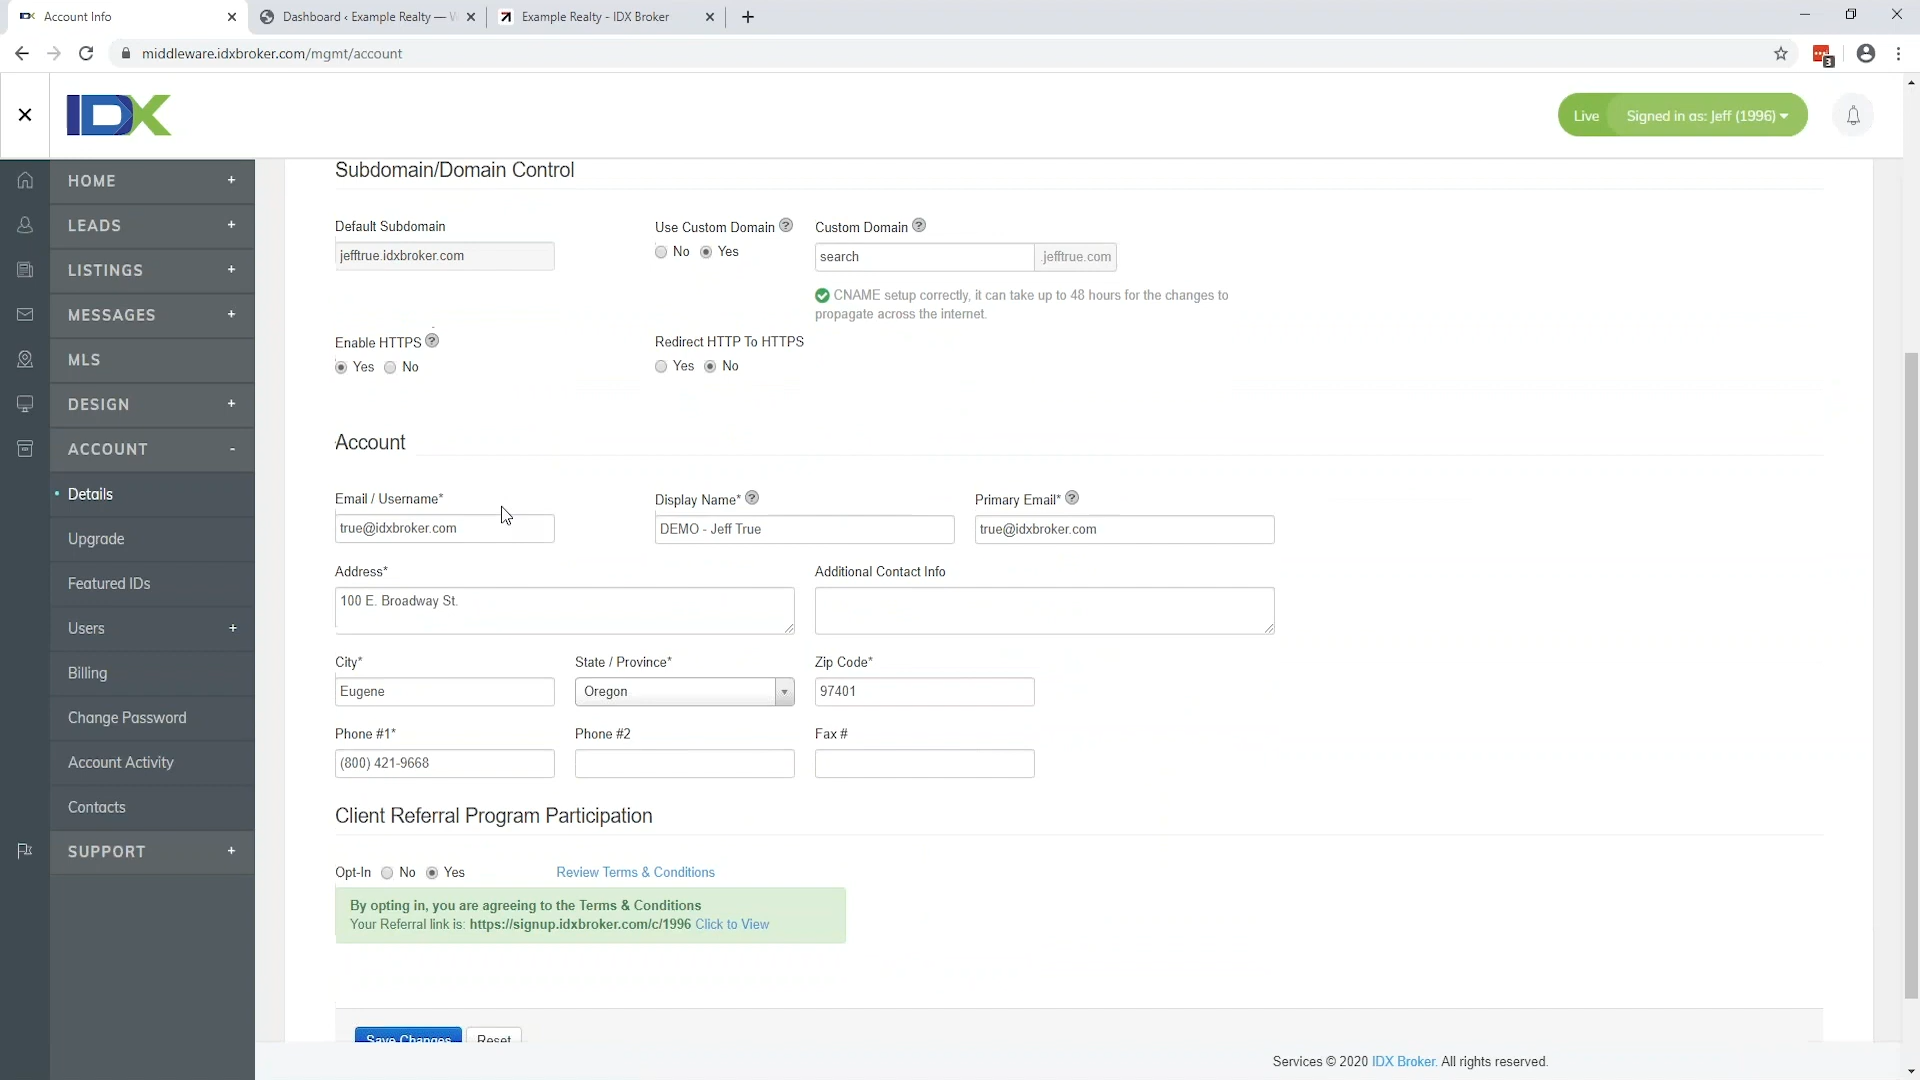 Account Info
Dashboard ‹ Example Realty — W
Example Realty - IDX Broker
middleware.idxbroker.com/mgmt/account
3
IDX
Live
Signed in as: Jeff (1996)
HOME +
LEADS +
LISTINGS +
MESSAGES +
MLS
DESIGN +
ACCOUNT -
Details
Upgrade
Featured IDs
Users +
Billing
Change Password
Account Activity
Contacts
SUPPORT +
Subdomain/Domain Control
Default Subdomain
jefftrue.idxbroker.com
Use Custom Domain ?
No Yes
Custom Domain ?
search .jefftrue.com
CNAME setup correctly, it can take up to 48 hours for the changes to
propagate across the internet.
Enable HTTPS ?
Yes No
Redirect HTTP To HTTPS
Yes No
Account
Email / Username*
true@idxbroker.com
Display Name* ?
DEMO - Jeff True
Primary Email* ?
true@idxbroker.com
Address*
100 E. Broadway St.
Additional Contact Info
City*
Eugene
State / Province*
Oregon
Zip Code*
97401
Phone #1*
(800) 421-9668
Phone #2
Fax #
Client Referral Program Participation
Opt-In No Yes
Review Terms & Conditions
By opting in, you are agreeing to the Terms & Conditions
Your Referral link is: https://signup.idxbroker.com/c/1996 Click to View
Save Changes
Reset
Services © 2020 IDX Broker. All rights reserved.